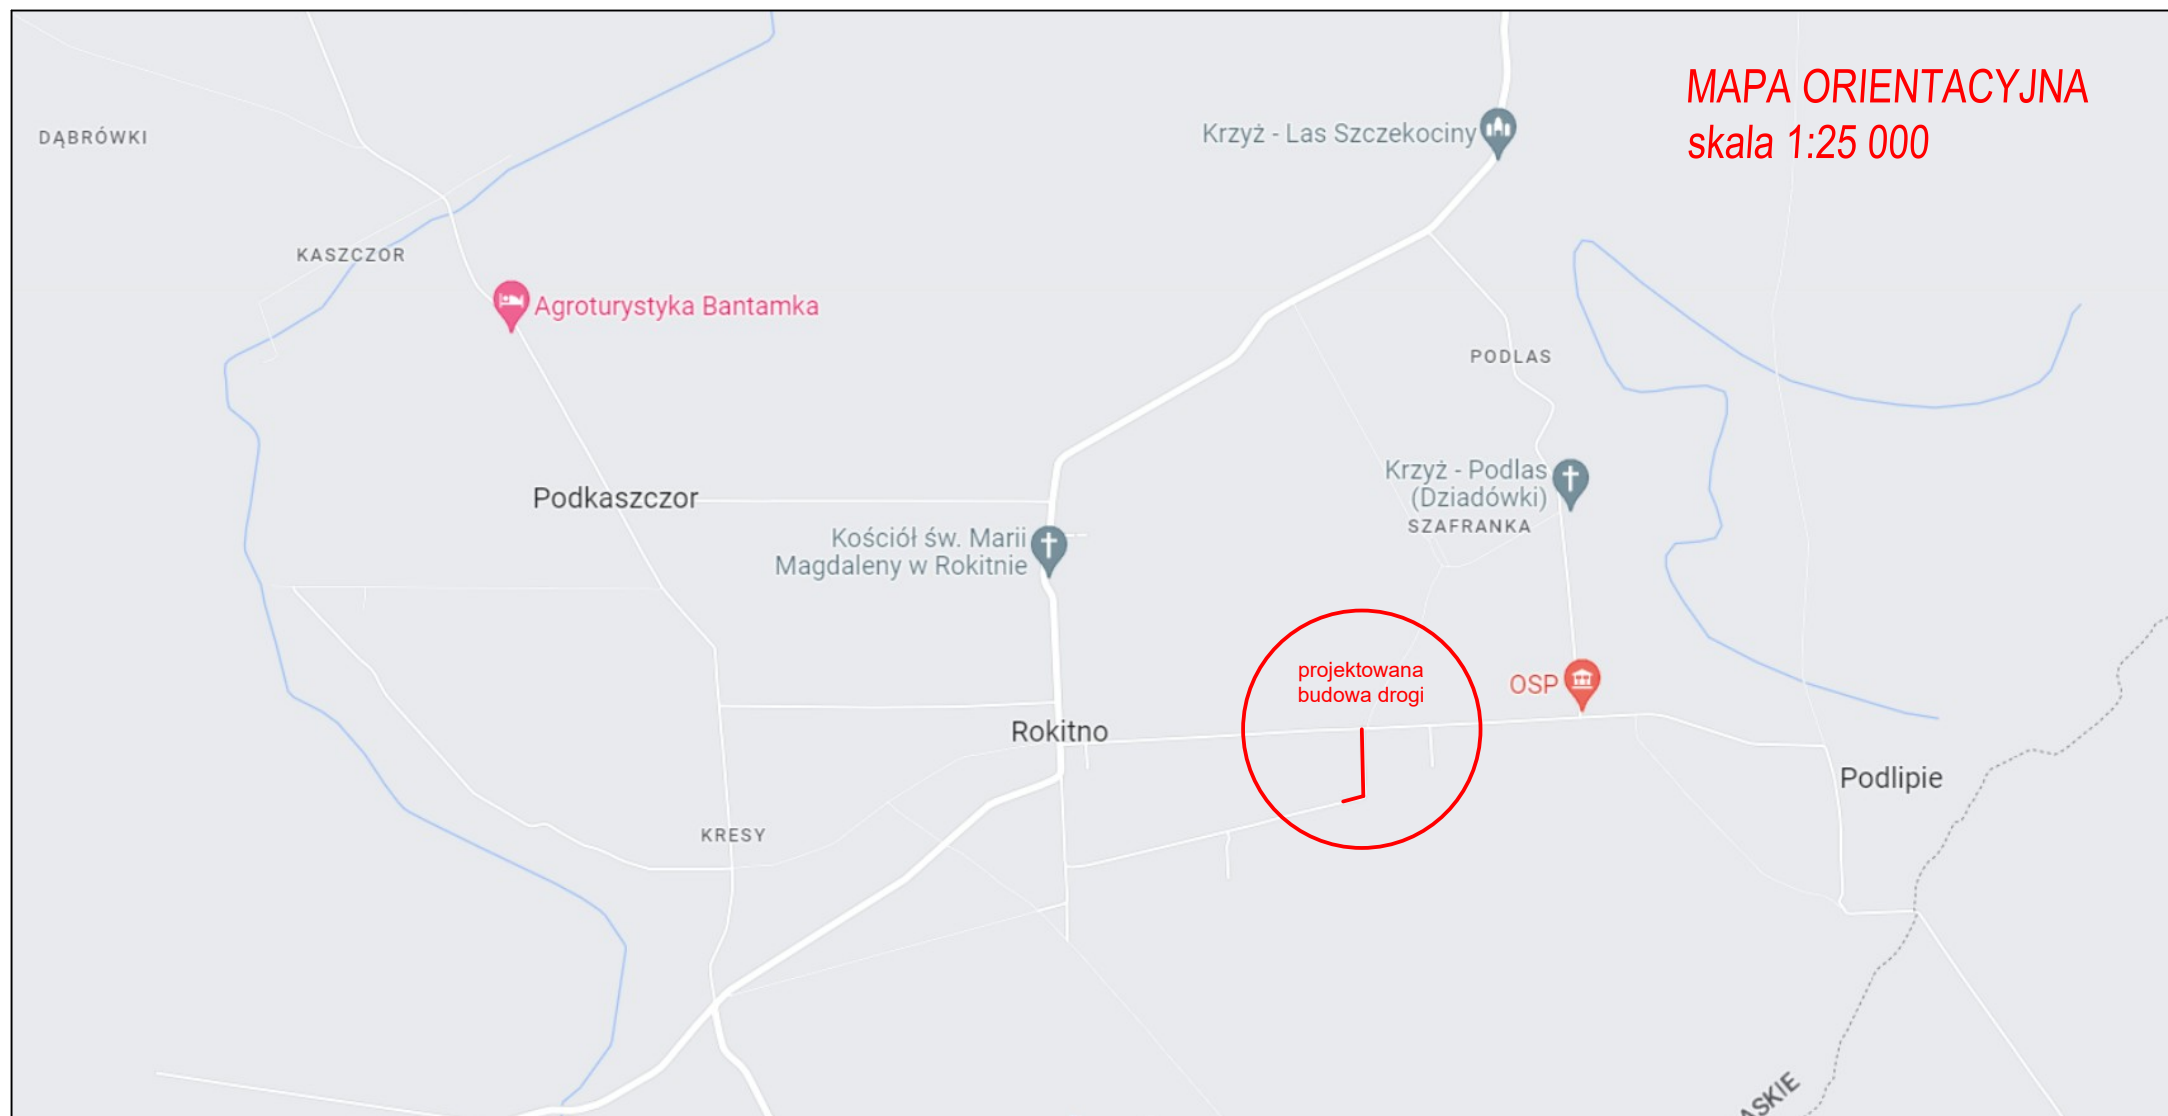 MAPA ORIENTACYJNA
skala 1:25 000
DĄBRÓWKI
Krzyż - Las Szczekociny
KASZCZOR
Agroturystyka Bantamka
PODLAS
Podkaszczor
Krzyż - Podlas
(Dziadówki)
SZAFRANKA
Kościół św. Marii
Magdaleny w Rokitnie
projektowana
budowa drogi
OSP
Rokitno
Podlipie
KRESY